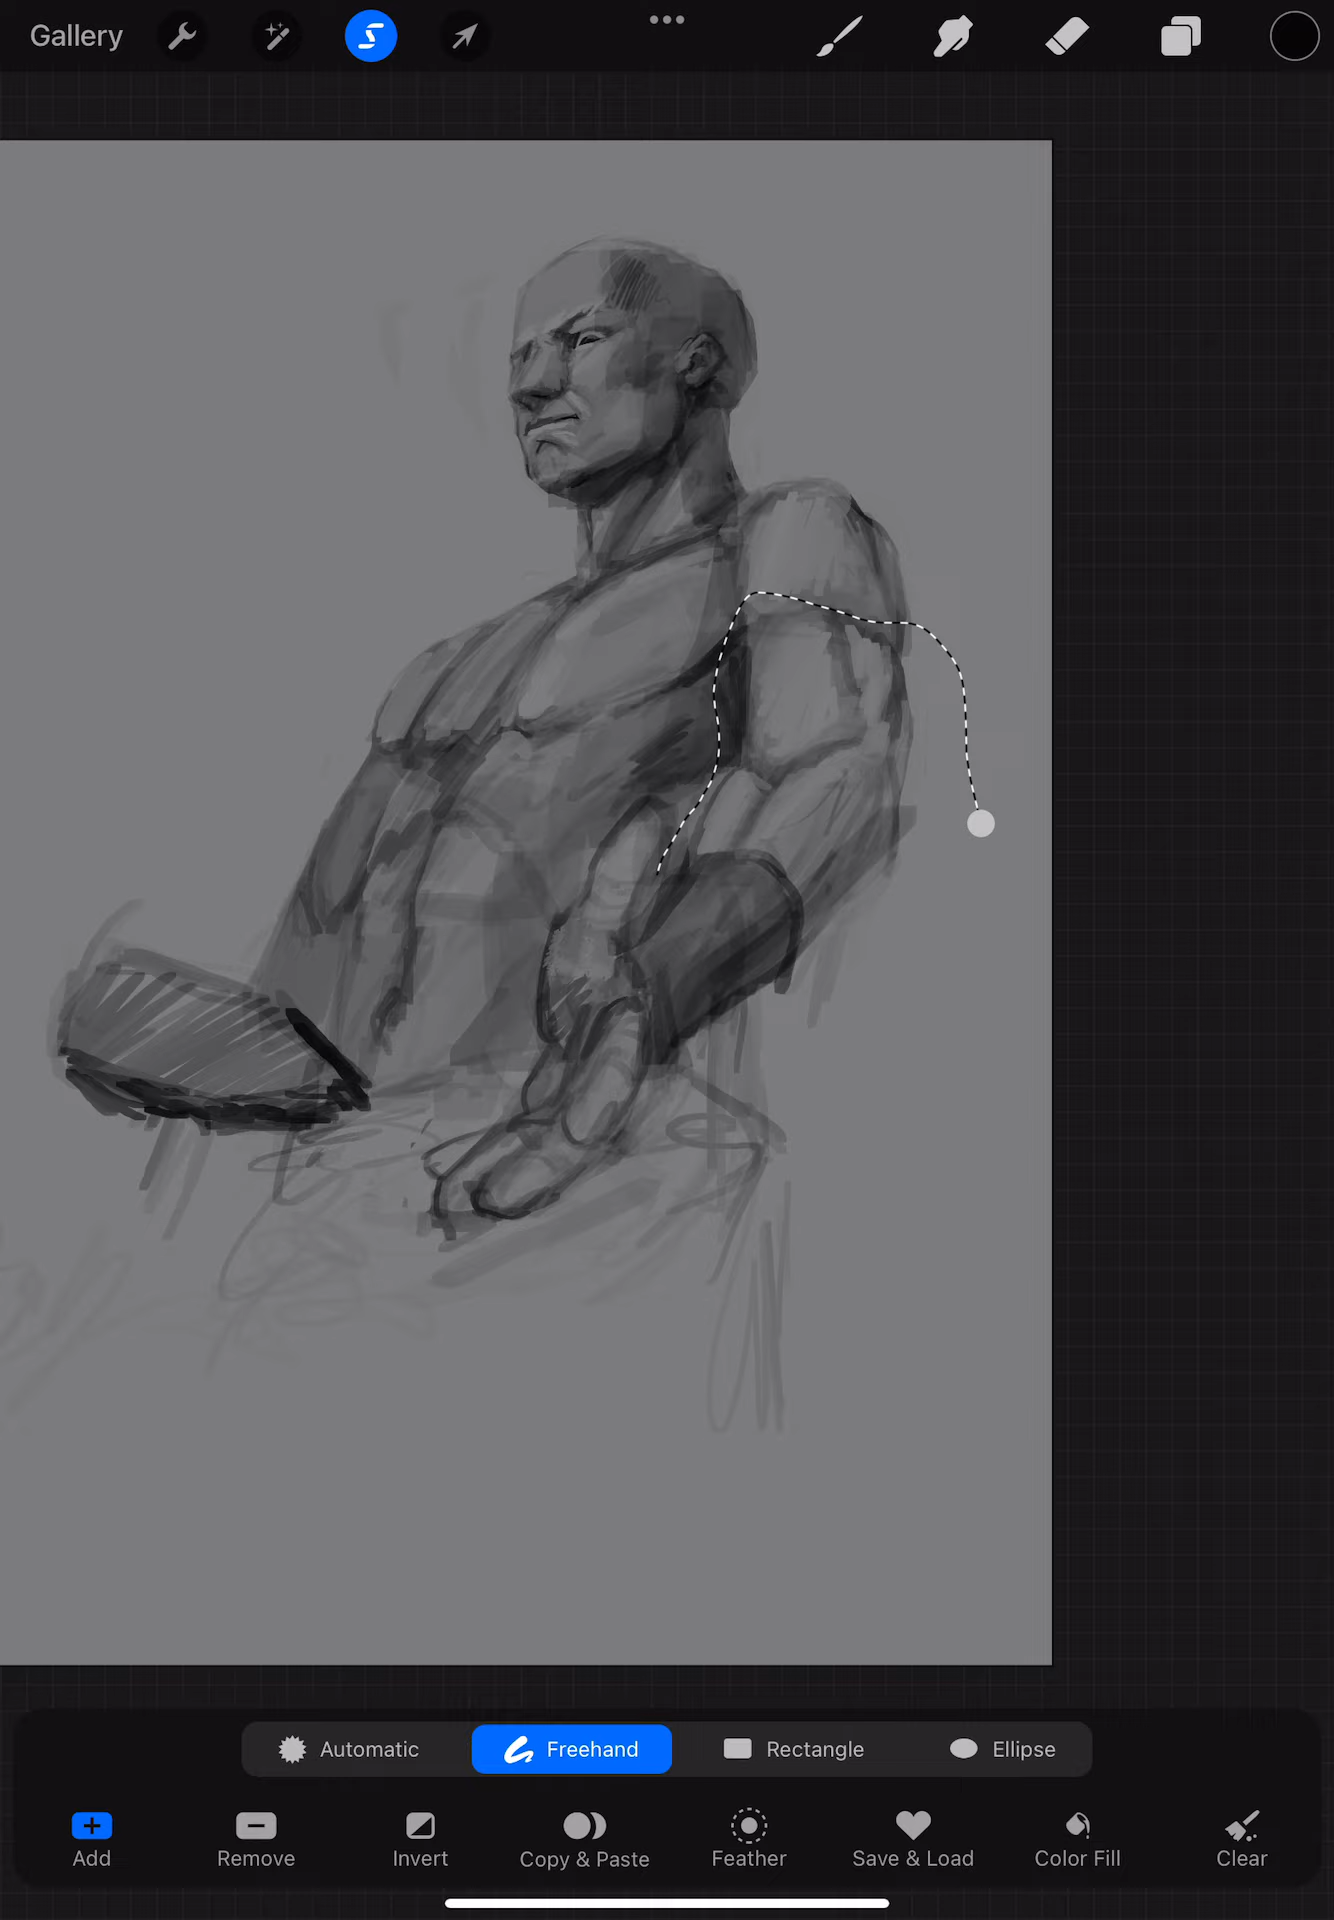 Gallery
Automatic Freehand Rectangle Ellipse
Add Remove Invert Copy & Paste Feather Save & Load Color Fill Clear